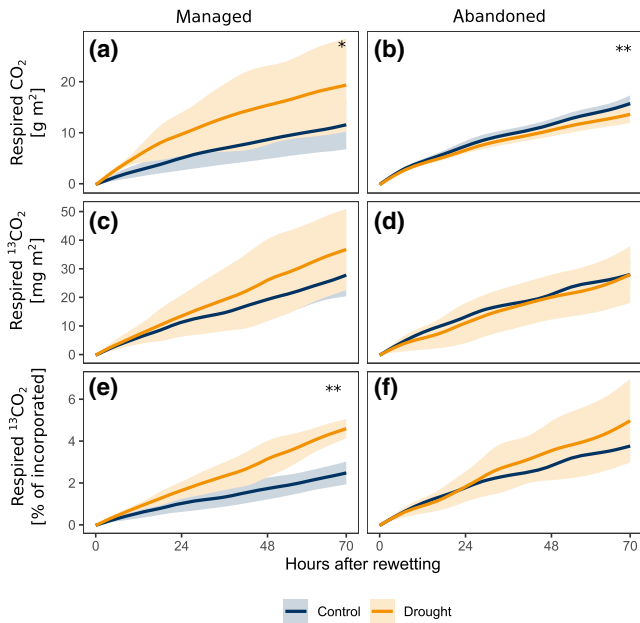 Managed Abandoned
(a) * (b) **
Respired CO₂
[g m²]
20
10
0
(c) (d)
Respired ¹³CO₂
[mg m²]
50
40
30
20
10
0
(e) ** (f)
Respired ¹³CO₂
[% of incorporated]
6
4
2
0
0 24 48 70 0 24 48 70
Hours after rewetting
Control Drought